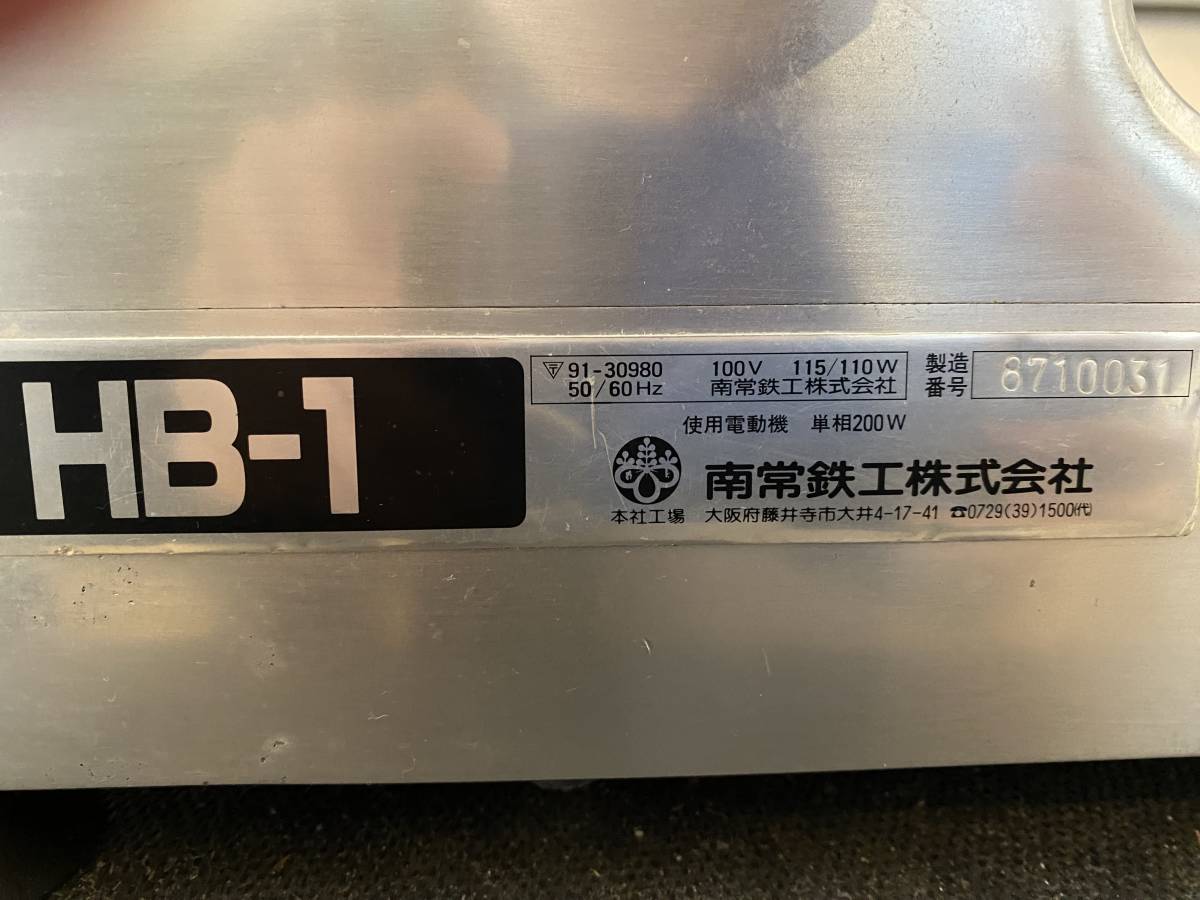 HB-1
〒 91-30980 100V 115/110W
50/60Hz 南常鉄工株式会社
製造番号 8710031
使用電動機 単相200W
南常鉄工株式会社
本社工場 大阪府藤井寺市大井4-17-41 ☎0729(39)1500㈹